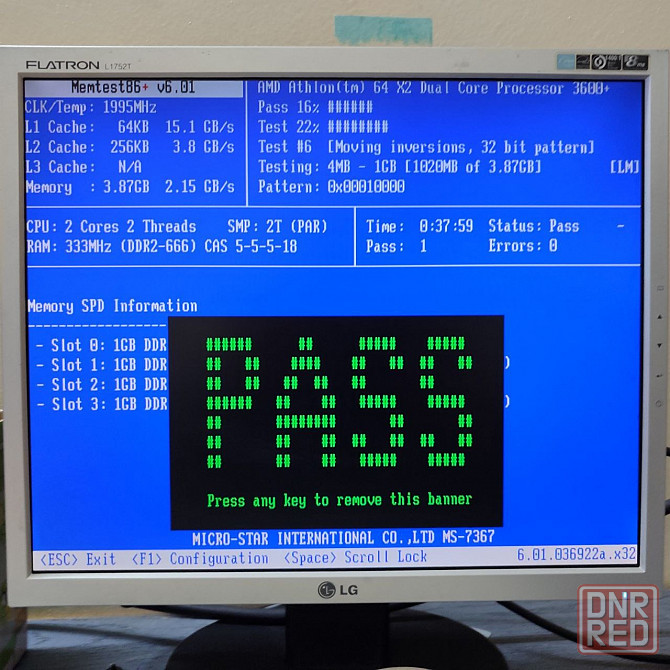 FLATRON L1752T
Memtest86+ v6.01
AMD Athlon(tm) 64 X2 Dual Core Processor 3600+
CLK/Temp: 1995MHz
Pass 16% ######
L1 Cache: 64KB 15.1 GB/s
Test 22% ########
L2 Cache: 256KB 3.8 GB/s
Test #6 [Moving inversions, 32 bit pattern]
L3 Cache: N/A
Testing: 4MB - 1GB [1020MB of 3.87GB] [LM]
Memory : 3.87GB 2.15 GB/s
Pattern: 0x00010000
CPU: 2 Cores 2 Threads SMP: 2T (PAR)
Time: 0:37:59 Status: Pass -
RAM: 333MHz (DDR2-666) CAS 5-5-5-18
Pass: 1 Errors: 0
Memory SPD Information
- Slot 0: 1GB DDR
- Slot 1: 1GB DDR
- Slot 2: 1GB DDR
- Slot 3: 1GB DDR
PASS
Press any key to remove this banner
MICRO-STAR INTERNATIONAL CO.,LTD MS-7367
<ESC> Exit <F1> Configuration <Space> Scroll Lock 6.01.036922a.x32
LG
DNR
RED